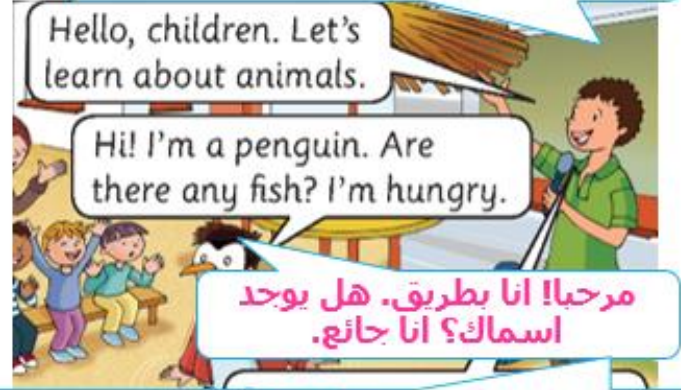 Hello, children. Let's
learn about animals.
Hi! I'm a penguin. Are
there any fish? I'm hungry.
مرحبا! انا بطريق. هل يوجد
اسماك؟ انا جائع.